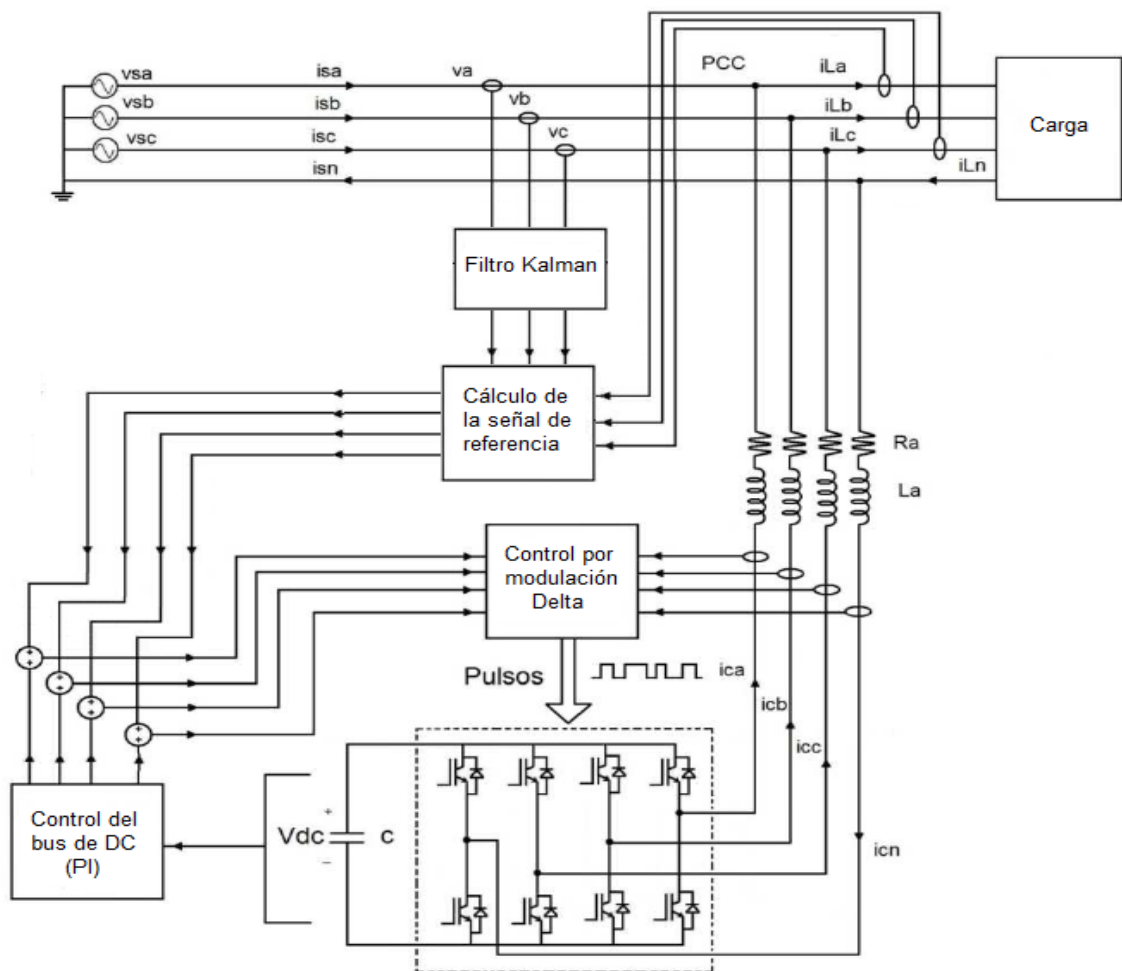 vsa
isa
va
PCC
iLa
vsb
isb
vb
iLb
vsc
isc
vc
iLc
isn
iLn
Carga
Filtro Kalman
Cálculo de
la señal de
referencia
Ra
La
Control por
modulación
Delta
Pulsos
ica
icb
icc
icn
+
+
+
+
+
+
+
+
Control del
bus de DC
(PI)
+
Vdc
c
–